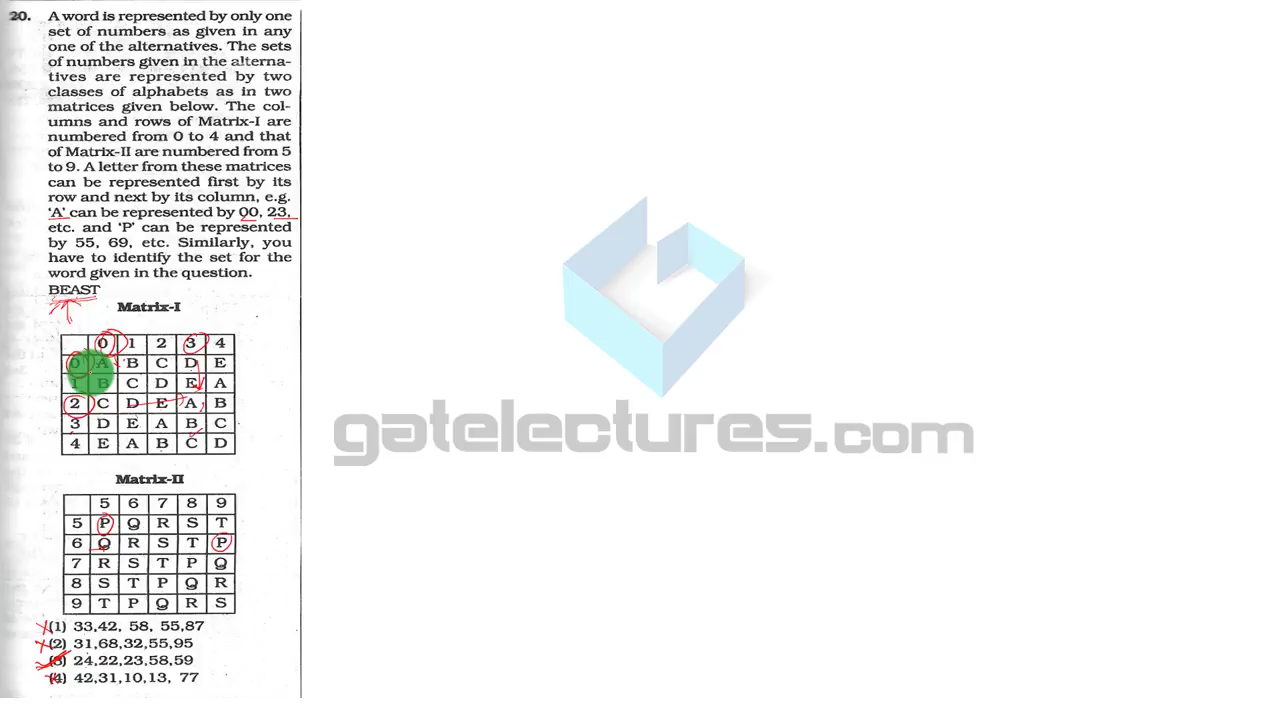 20. A word is represented by only one
set of numbers as given in any
one of the alternatives. The sets
of numbers given in the alterna-
tives are represented by two
classes of alphabets as in two
matrices given below. The col-
umns and rows of Matrix-I are
numbered from 0 to 4 and that
of Matrix-II are numbered from 5
to 9. A letter from these matrices
can be represented first by its
row and next by its column, e.g.
'A' can be represented by 00, 23,
etc. and 'P' can be represented
by 55, 69, etc. Similarly, you
have to identify the set for the
word given in the question.
BEAST
Matrix-I
0 1 2 3 4
0 A B C D E
1 B C D E A
2 C D E A B
3 D E A B C
4 E A B C D
Matrix-II
5 6 7 8 9
5 P Q R S T
6 Q R S T P
7 R S T P Q
8 S T P Q R
9 T P Q R S
(1) 33,42, 58, 55,87
(2) 31,68,32,55,95
(3) 24,22,23,58,59
(4) 42,31,10,13, 77
gatelectures.com